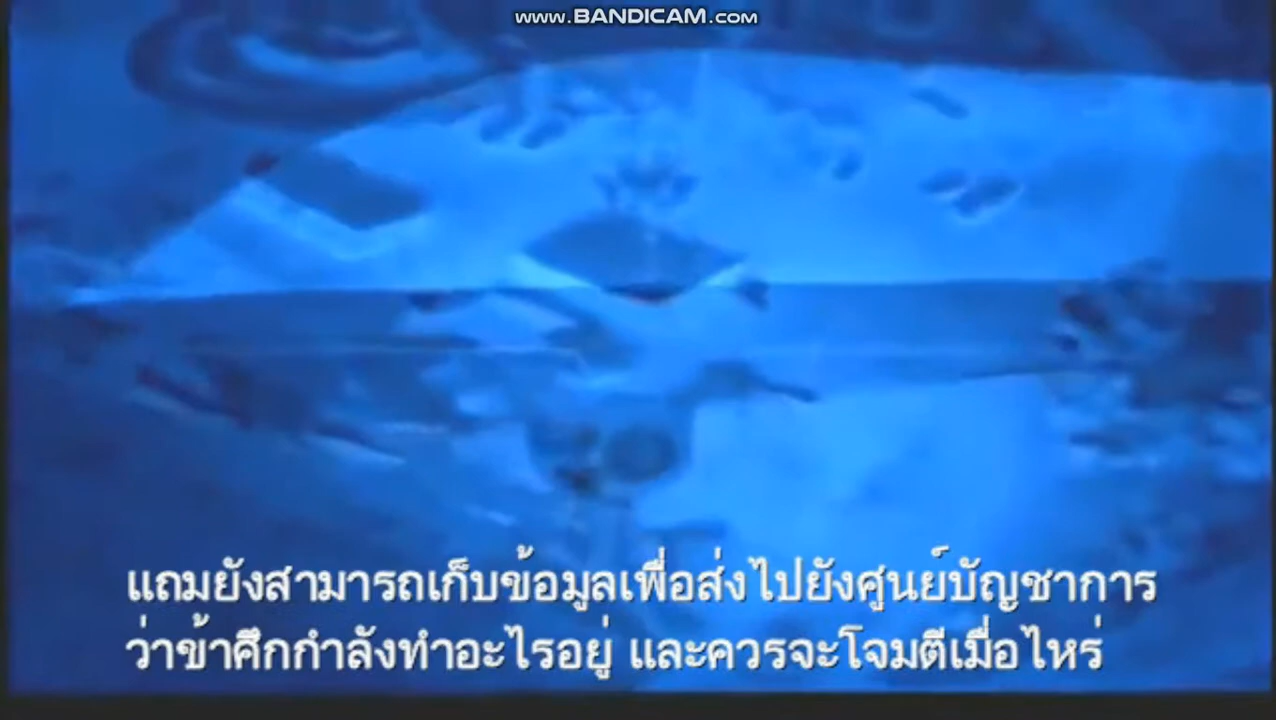 www.BANDICAM.com
แถมยังสามารถเก็บข้อมูลเพื่อส่งไปยังศูนย์บัญชาการ
ว่าข้าศึกกำลังทำอะไรอยู่ และควรจะโจมตีเมื่อไหร่